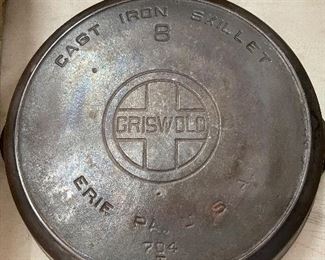 CAST IRON SKILLET
8
GRISWOLD
ERIE PA., U.S.A.
704